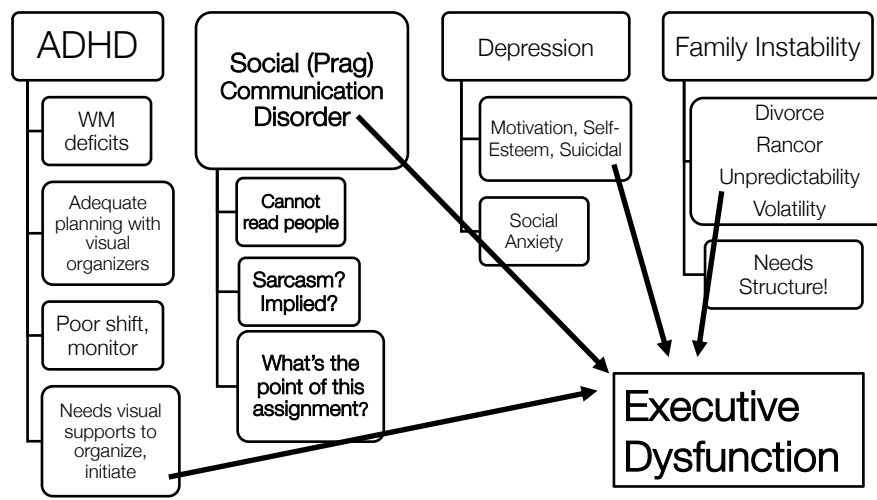 ADHD
WM
deficits
Adequate
planning with
visual
organizers
Poor shift,
monitor
Needs visual
supports to
organize,
initiate
Social (Prag)
Communication
Disorder
Cannot
read people
Sarcasm?
Implied?
What's the
point of this
assignment?
Depression
Motivation, Self-
Esteem, Suicidal
Social
Anxiety
Family Instability
Divorce
Rancor
Unpredictability
Volatility
Needs
Structure!
Executive
Dysfunction